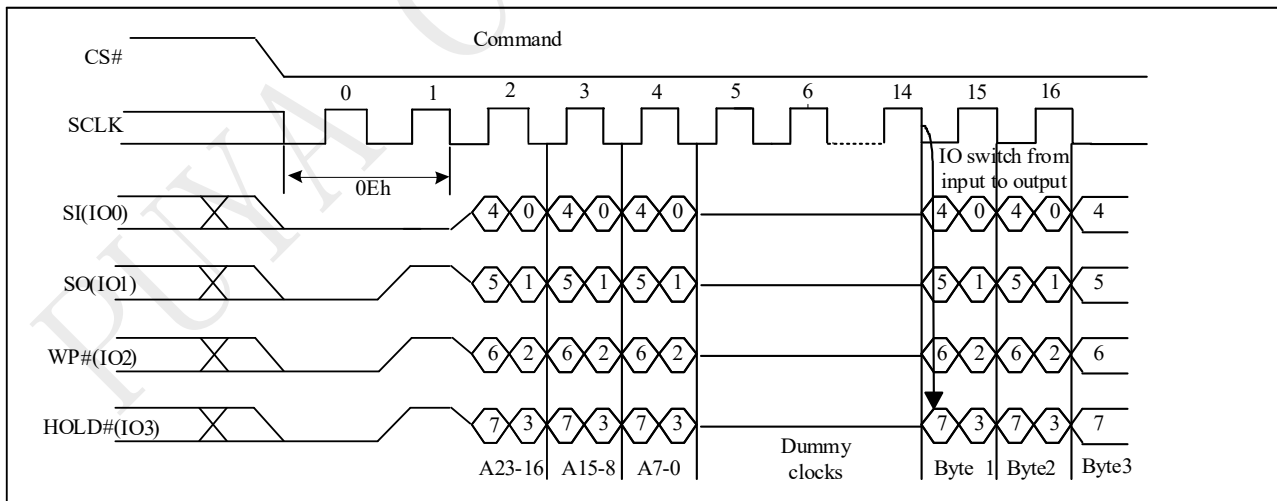 Command
CS#
0 1 2 3 4 5 6 14 15 16
SCLK
IO switch from
input to output
0Eh
SI(IO0) 4 0 4 0 4 0 4 0 4 0 4
SO(IO1) 5 1 5 1 5 1 5 1 5 1 5
WP#(IO2) 6 2 6 2 6 2 6 2 6 2 6
HOLD#(IO3) 7 3 7 3 7 3 7 3 7 3 7
A23-16 A15-8 A7-0 Dummy
clocks Byte 1 Byte2 Byte3
PUYA C